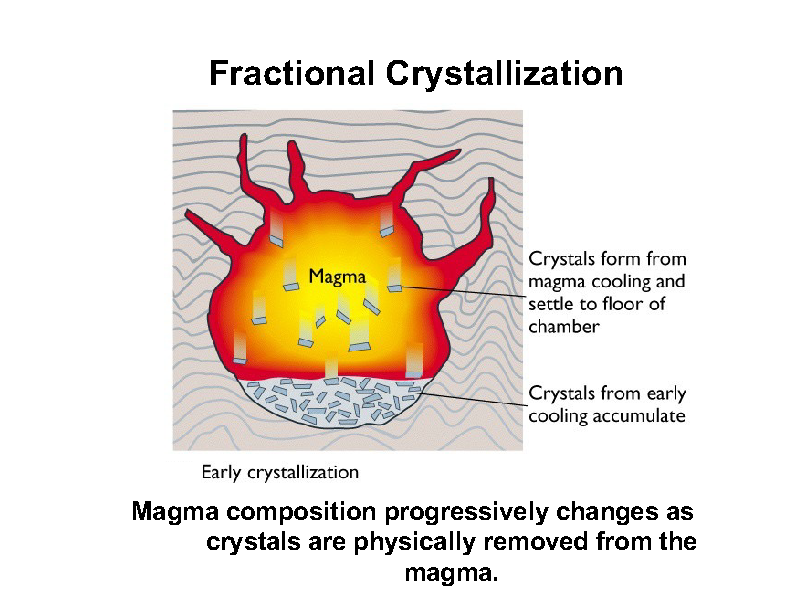 Fractional Crystallization
Magma
Crystals form from
magma cooling and
settle to floor of
chamber
Crystals from early
cooling accumulate
Early crystallization
Magma composition progressively changes as
crystals are physically removed from the
magma.